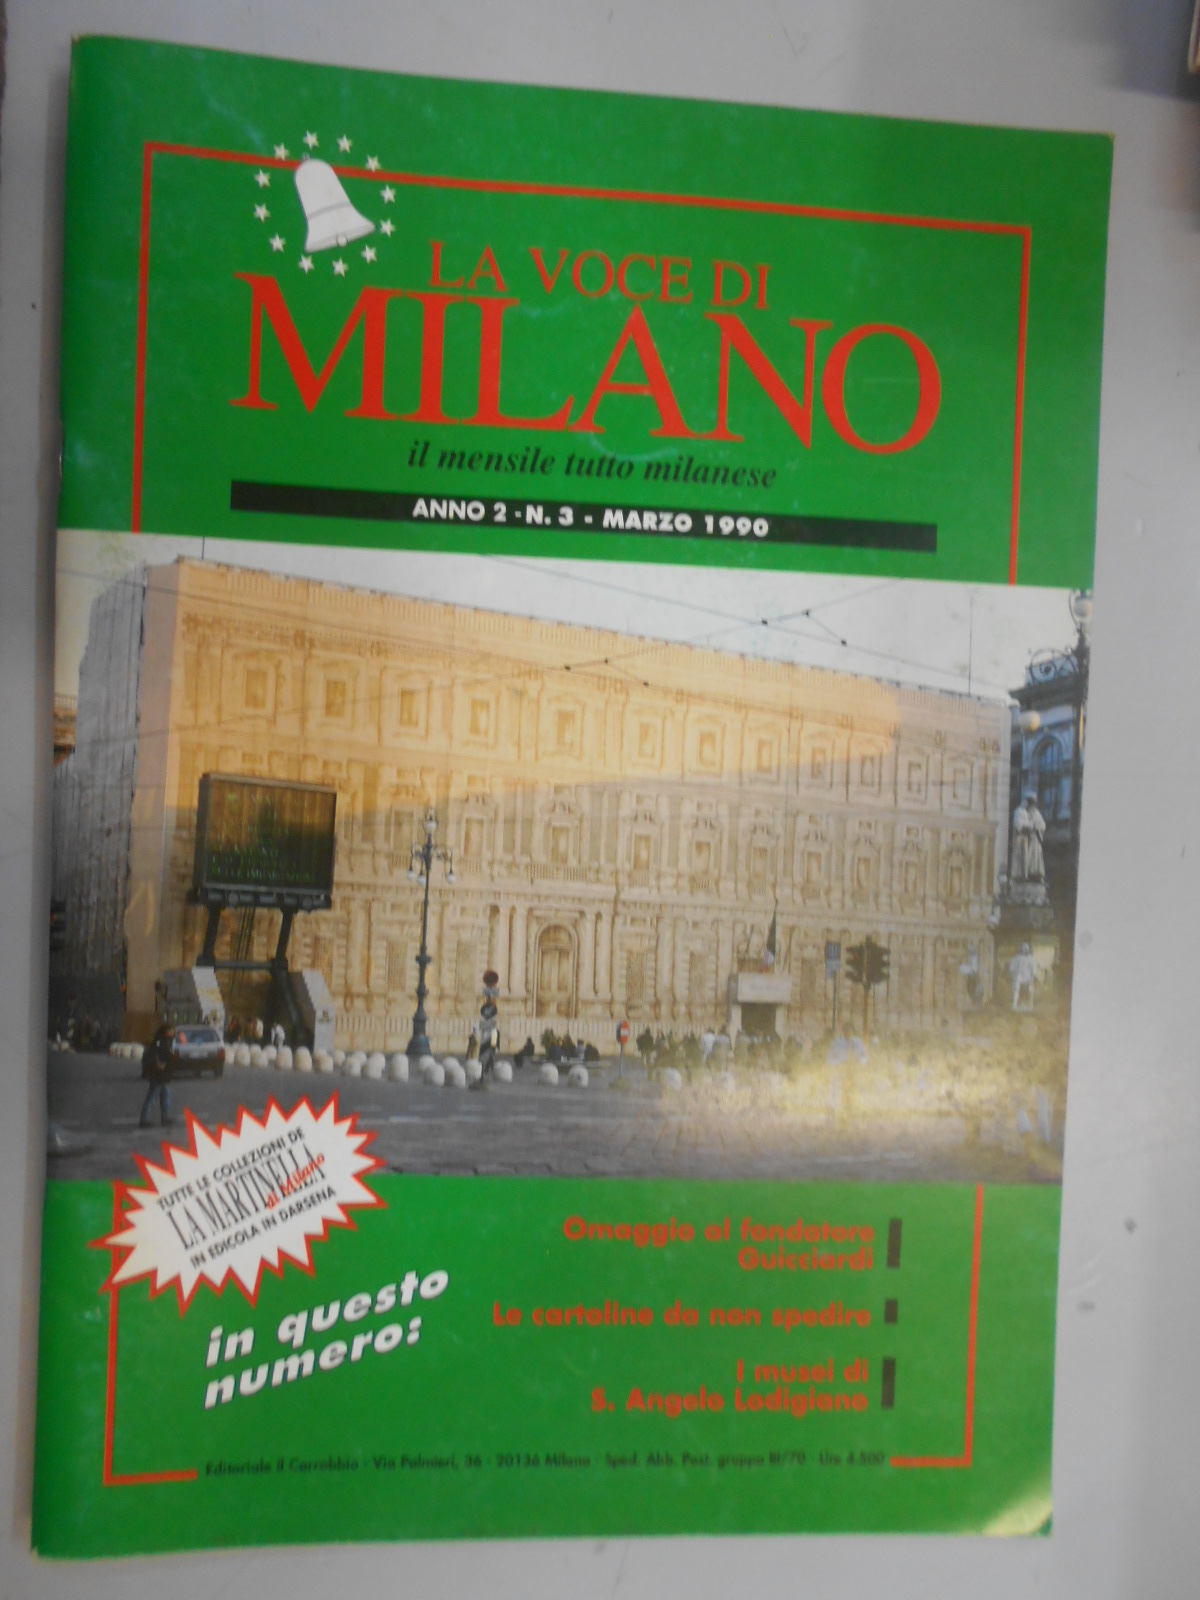 LA VOCE DI
MILANO
il mensile tutto milanese
ANNO 2 - N. 3 - MARZO 1990
TUTTE LE COLLEZIONI DE
LA MARTINELLA
di Milano
IN EDICOLA IN DARSENA
in questo
numero:
Omaggio al fondatore
Guicciardi
Le cartoline da non spedire
I musei di
S. Angelo Lodigiano
Editoriale il Carrobbio - Via Palmieri, 36 - 20136 Milano - Sped. Abb. Post. gruppo III/70 - Lire 4.500